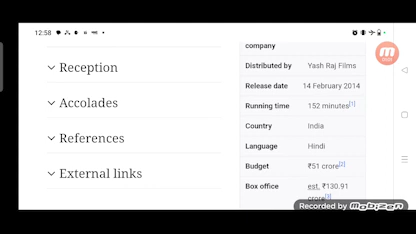 12:58
Reception
Accolades
References
External links
company
Distributed by Yash Raj Films
Release date 14 February 2014
Running time 152 minutes[1]
Country India
Language Hindi
Budget ₹51 crore[2]
Box office est. ₹130.91
crore[3]
Recorded by Mobizen